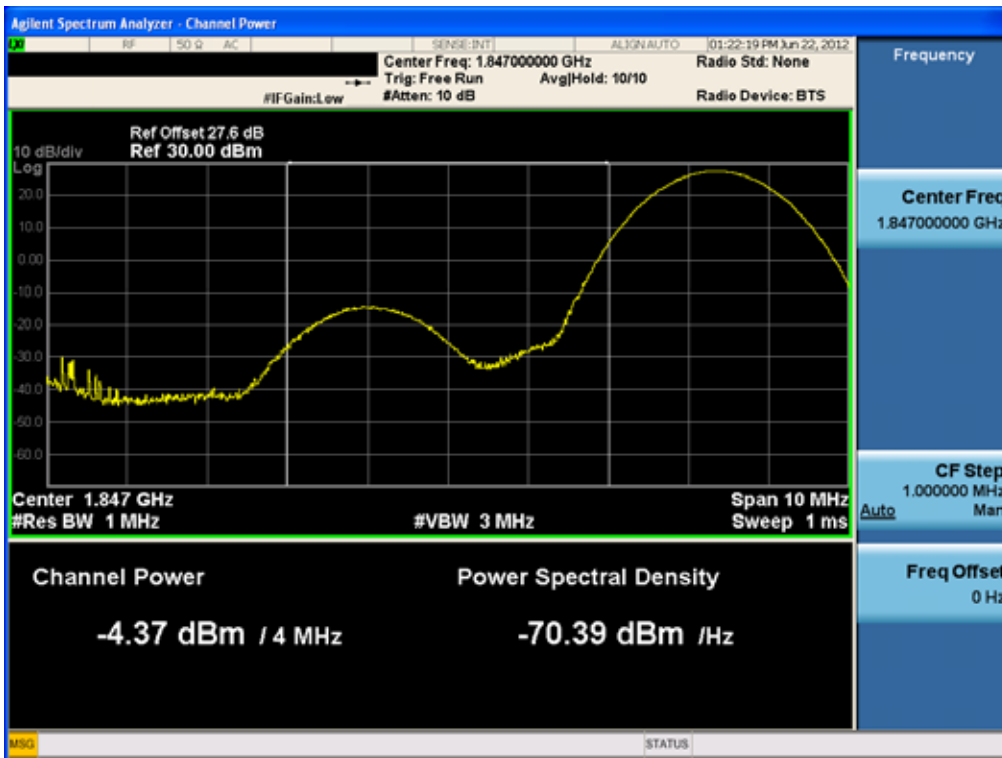 Agilent Spectrum Analyzer - Channel Power
RF 50 Ω AC SENSE:INT ALIGN AUTO 01:22:19 PM Jun 22, 2012
Center Freq: 1.847000000 GHz Radio Std: None
Trig: Free Run Avg|Hold: 10/10
#IFGain:Low #Atten: 10 dB Radio Device: BTS
Ref Offset 27.6 dB
10 dB/div Ref 30.00 dBm
Log
20.0
10.0
0.00
-10.0
-20.0
-30.0
-40.0
-50.0
-60.0
Center 1.847 GHz Span 10 MHz
#Res BW 1 MHz #VBW 3 MHz Sweep 1 ms
Channel Power Power Spectral Density
-4.37 dBm / 4 MHz -70.39 dBm /Hz
MSG STATUS
Frequency
Center Freq
1.847000000 GHz
CF Step
1.000000 MHz
Auto Man
Freq Offset
0 Hz